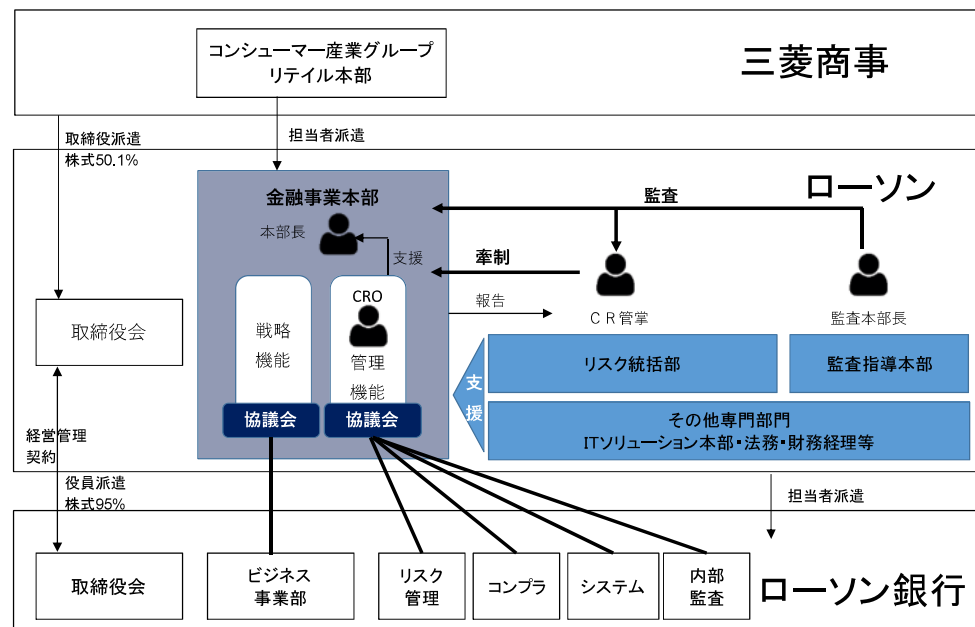 コンシューマー産業グループ
リテイル本部
三菱商事
取締役派遣
株式50.1%
担当者派遣
ローソン
金融事業本部
本部長
支援
監査
牽制
報告
CRO
戦略
機能
管理
機能
協議会
協議会
ＣＲ管掌
監査本部長
取締役会
支
援
リスク統括部
監査指導本部
その他専門部門
ITソリューション本部・法務・財務経理等
経営管理
契約
役員派遣
株式95%
担当者派遣
取締役会
ビジネス
事業部
リスク
管理
コンプラ
システム
内部
監査
ローソン銀行